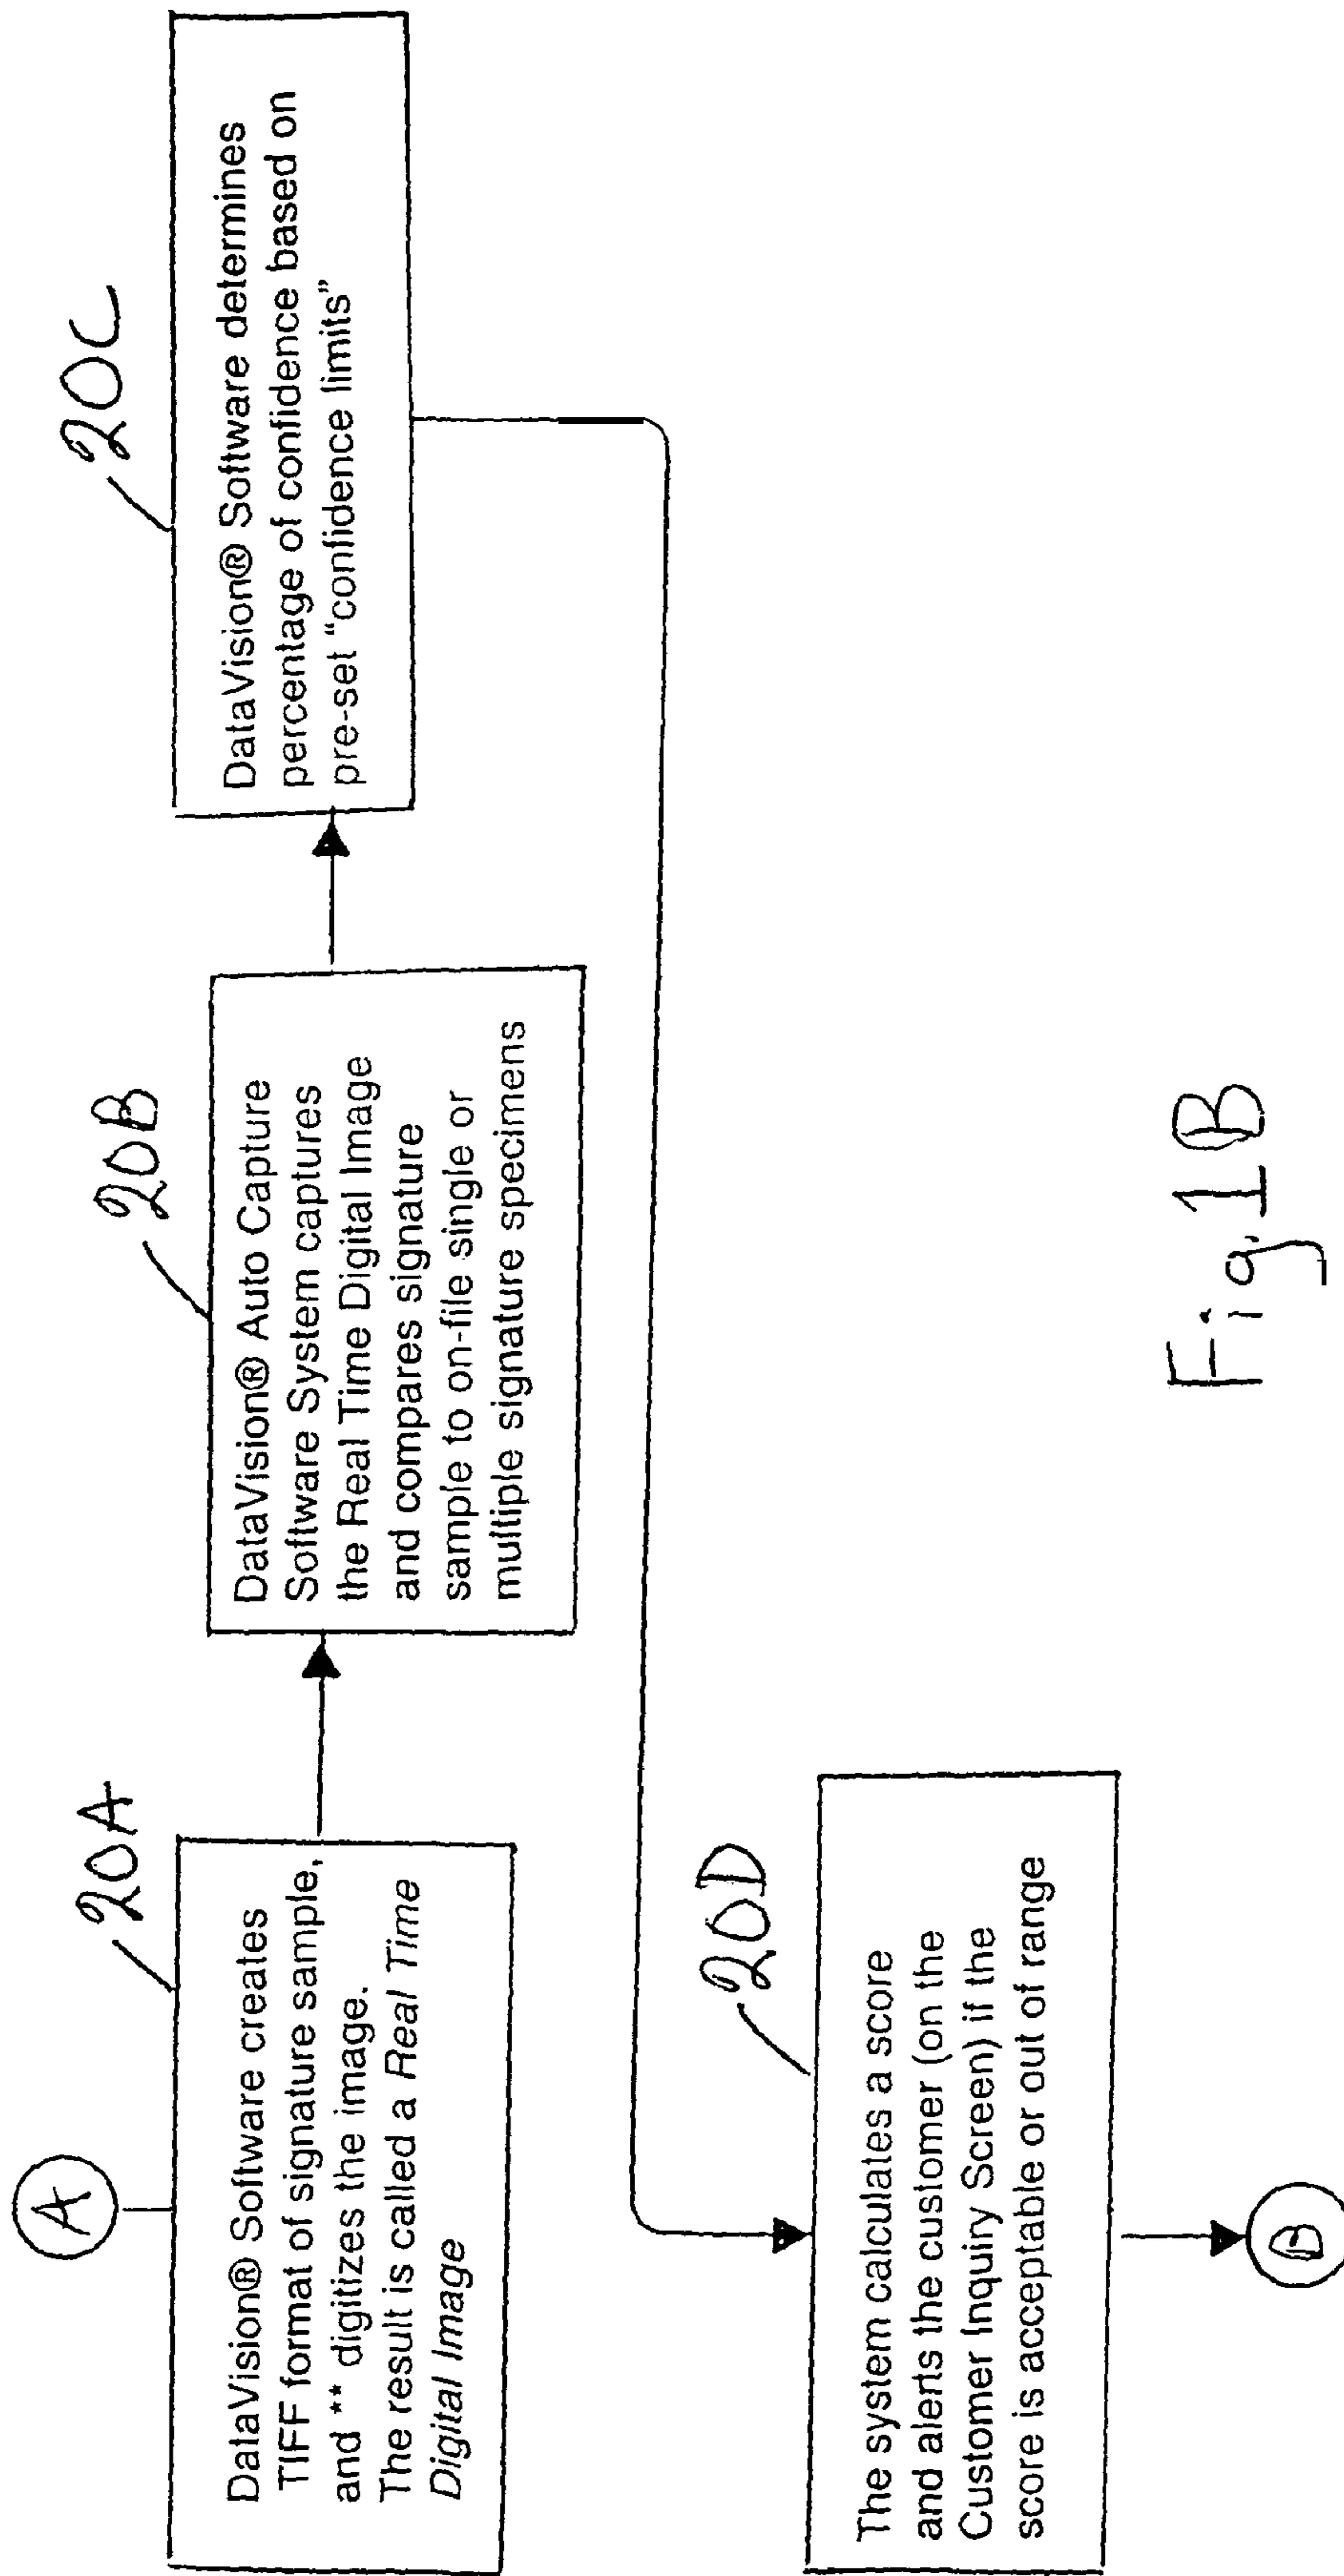 A
20A
DataVision® Software creates
TIFF format of signature sample,
and ** digitizes the image.
The result is called a Real Time
Digital Image
20B
DataVision® Auto Capture
Software System captures
the Real Time Digital Image
and compares signature
sample to on-file single or
multiple signature specimens
20C
DataVision® Software determines
percentage of confidence based on
pre-set “confidence limits”
20D
The system calculates a score
and alerts the customer (on the
Customer Inquiry Screen) if the
score is acceptable or out of range
B
Fig. 1B